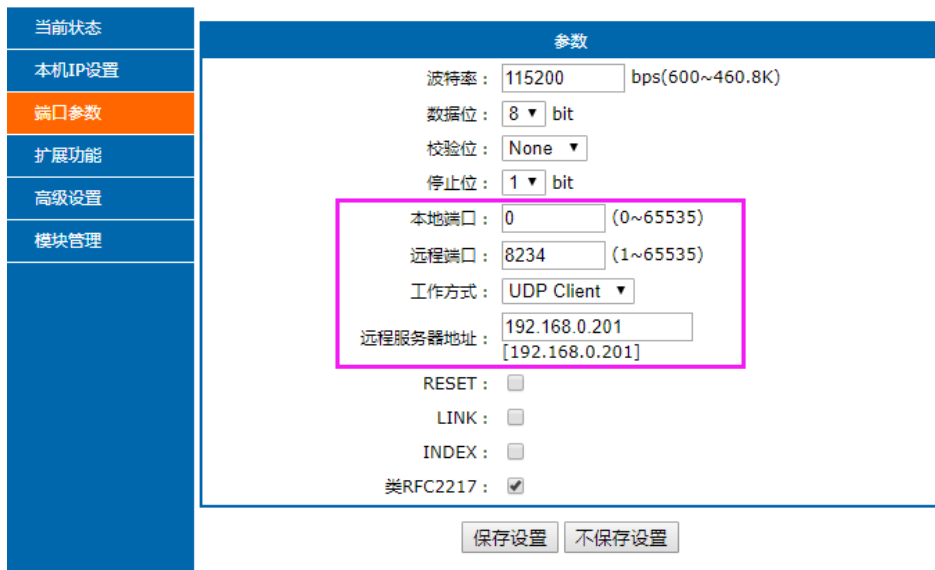 当前状态
本机IP设置
端口参数
扩展功能
高级设置
模块管理
参数
波特率： 115200 bps(600~460.8K)
数据位： 8 bit
校验位： None
停止位： 1 bit
本地端口： 0 (0~65535)
远程端口： 8234 (1~65535)
工作方式： UDP Client
远程服务器地址： 192.168.0.201
[192.168.0.201]
RESET：
LINK：
INDEX：
类RFC2217：
保存设置 不保存设置